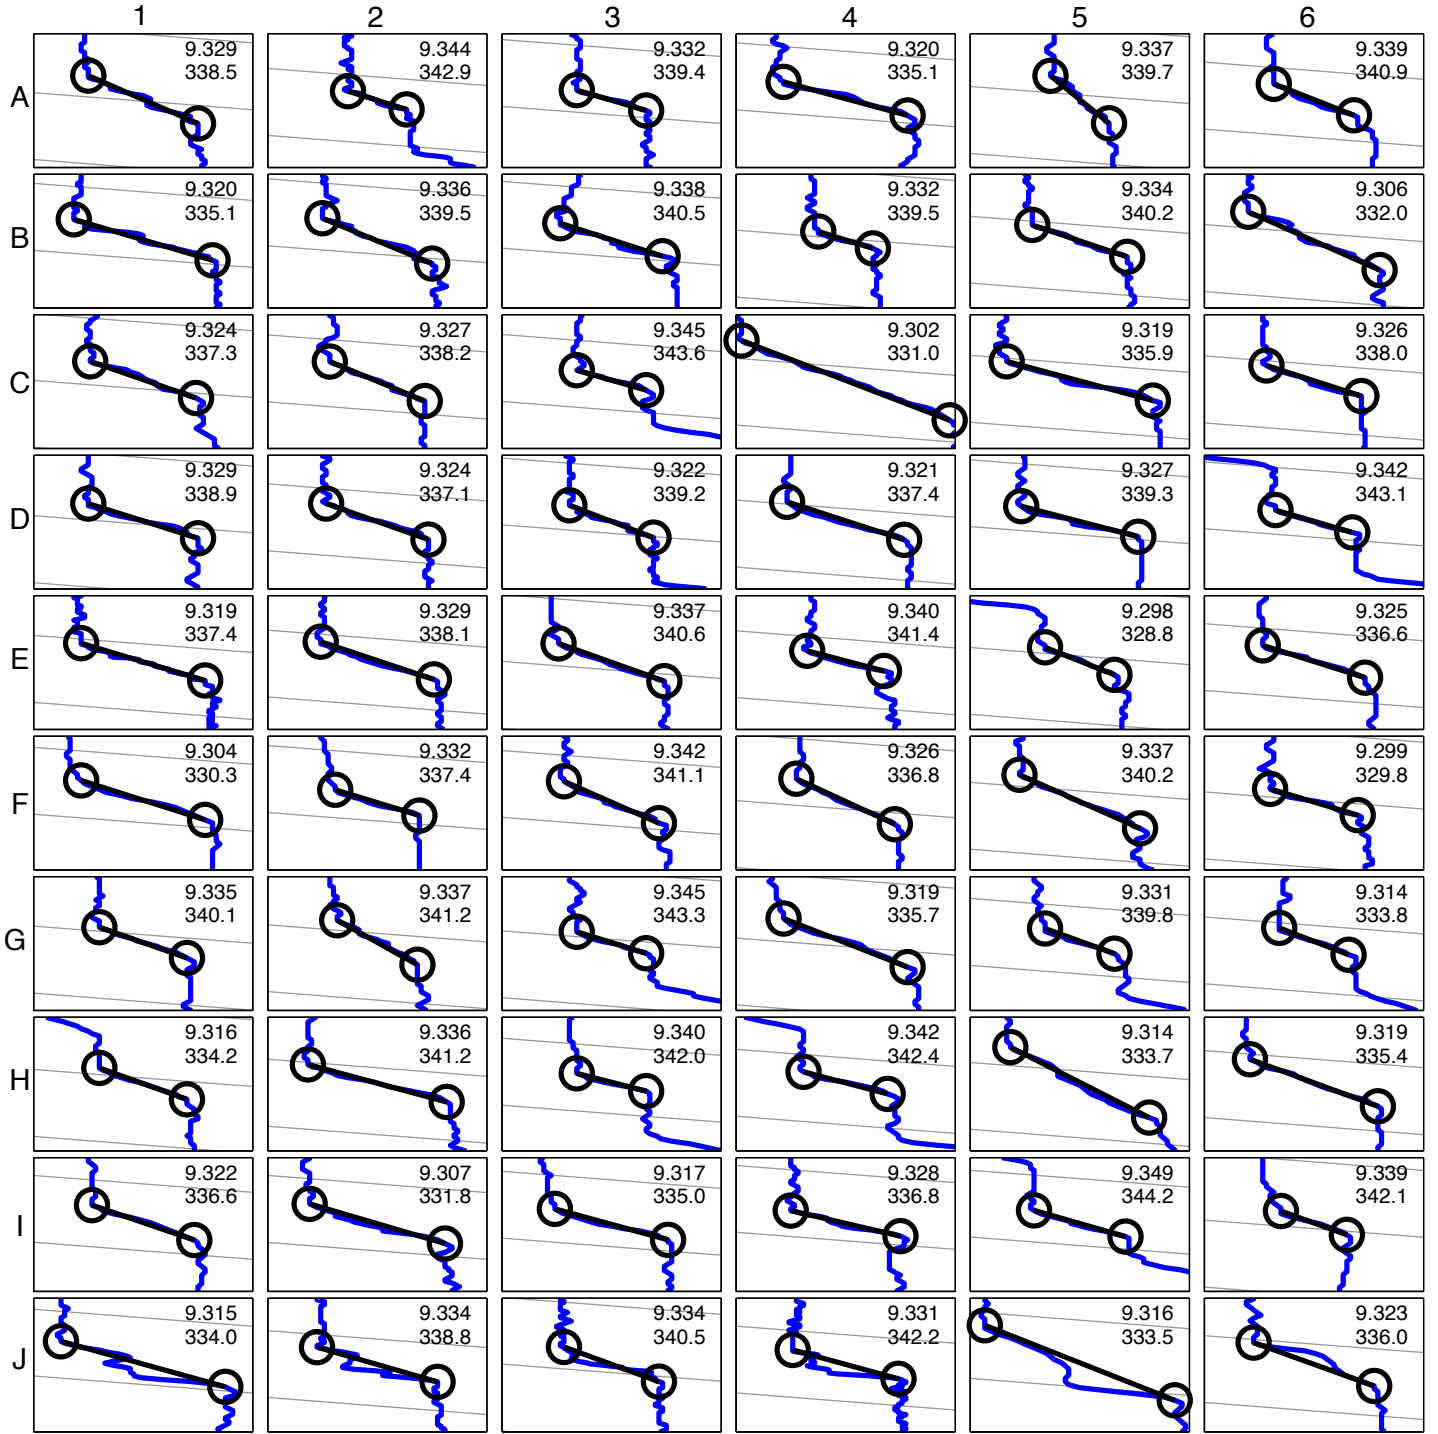 1 2 3 4 5 6
A 9.329 9.344 9.332 9.320 9.337 9.339
338.5 342.9 339.4 335.1 339.7 340.9
B 9.320 9.336 9.338 9.332 9.334 9.306
335.1 339.5 340.5 339.5 340.2 332.0
C 9.324 9.327 9.345 9.302 9.319 9.326
337.3 338.2 343.6 331.0 335.9 338.0
D 9.329 9.324 9.322 9.321 9.327 9.342
338.9 337.1 339.2 337.4 339.3 343.1
E 9.319 9.329 9.337 9.340 9.298 9.325
337.4 338.1 340.6 341.4 328.8 336.6
F 9.304 9.332 9.342 9.326 9.337 9.299
330.3 337.4 341.1 336.8 340.2 329.8
G 9.335 9.337 9.345 9.319 9.331 9.314
340.1 341.2 343.3 335.7 339.8 333.8
H 9.316 9.336 9.340 9.342 9.314 9.319
334.2 341.2 342.0 342.4 333.7 335.4
I 9.322 9.307 9.317 9.328 9.349 9.339
336.6 331.8 335.0 336.8 344.2 342.1
J 9.315 9.334 9.334 9.331 9.316 9.323
334.0 338.8 340.5 342.2 333.5 336.0